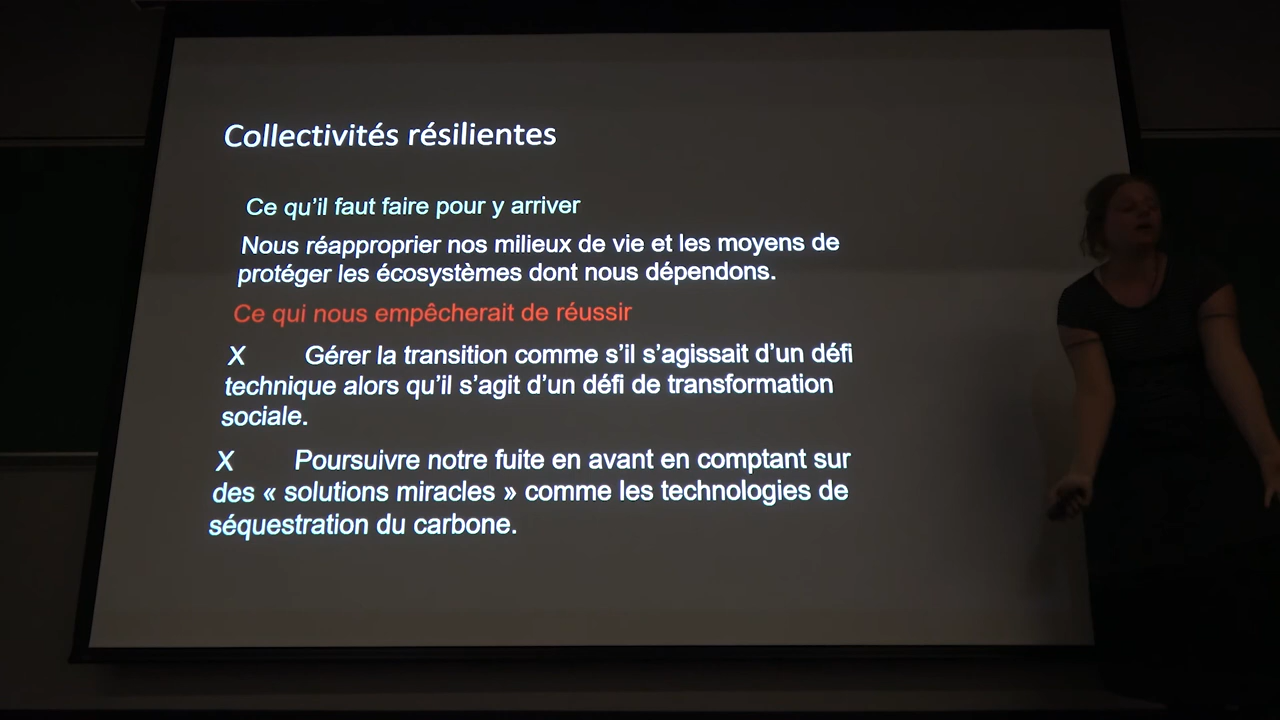 Collectivités résilientes
Ce qu'il faut faire pour y arriver
Nous réapproprier nos milieux de vie et les moyens de
protéger les écosystèmes dont nous dépendons.
Ce qui nous empêcherait de réussir
X Gérer la transition comme s'il s'agissait d'un défi
technique alors qu'il s'agit d'un défi de transformation
sociale.
X Poursuivre notre fuite en avant en comptant sur
des « solutions miracles » comme les technologies de
séquestration du carbone.